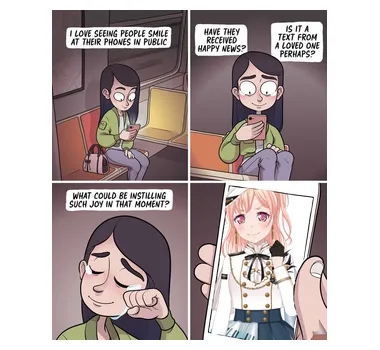 I LOVE SEEING PEOPLE SMILE
AT THEIR PHONES IN PUBLIC
HAVE THEY
RECEIVED
HAPPY NEWS?
IS IT A
TEXT FROM
A LOVED ONE
PERHAPS?
WHAT COULD BE INSTILLING
SUCH JOY IN THAT MOMENT?